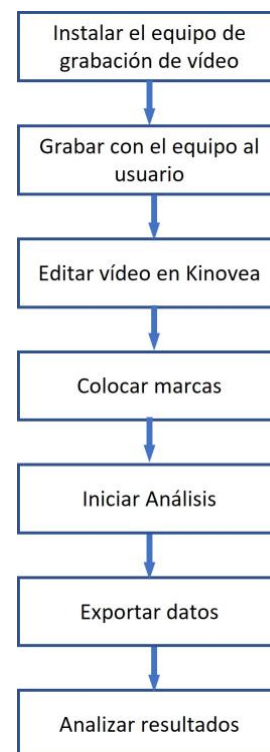 Instalar el equipo de
grabación de vídeo
Grabar con el equipo al
usuario
Editar vídeo en Kinovea
Colocar marcas
Iniciar Análisis
Exportar datos
Analizar resultados